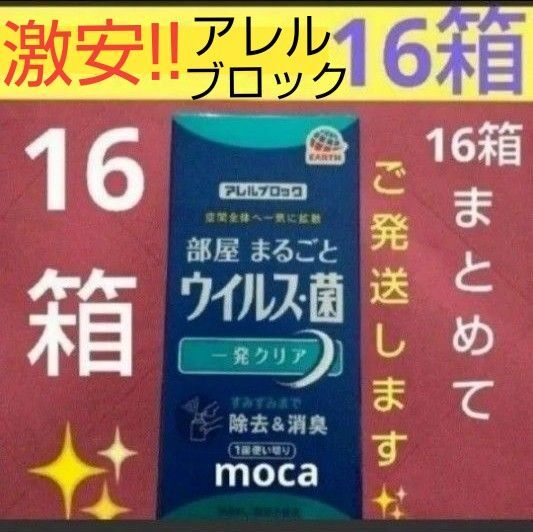 激安!!
アレル
ブロック
16箱
16
箱
16箱
まとめて
ご発送します
EARTH
アレルブロック
空間全体へ一気に拡散
部屋 まるごと
ウイルス・菌
一発クリア
すみずみまで
除去&消臭
1回使い切り
moca